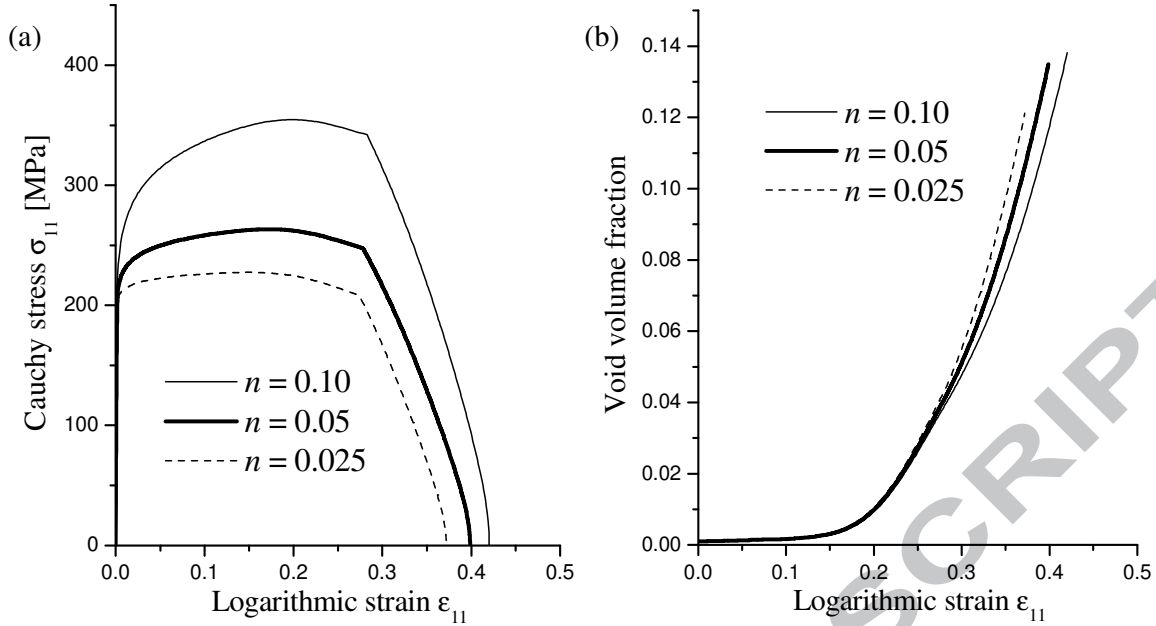 (a)
Cauchy stress σ₁₁ [MPa]
400
300
200
100
0
n = 0.10
n = 0.05
n = 0.025
0.0 0.1 0.2 0.3 0.4 0.5
Logarithmic strain ε₁₁
(b)
Void volume fraction
0.14
0.12
0.10
0.08
0.06
0.04
0.02
0.00
n = 0.10
n = 0.05
n = 0.025
0.0 0.1 0.2 0.3 0.4 0.5
Logarithmic strain ε₁₁
SCRIPT